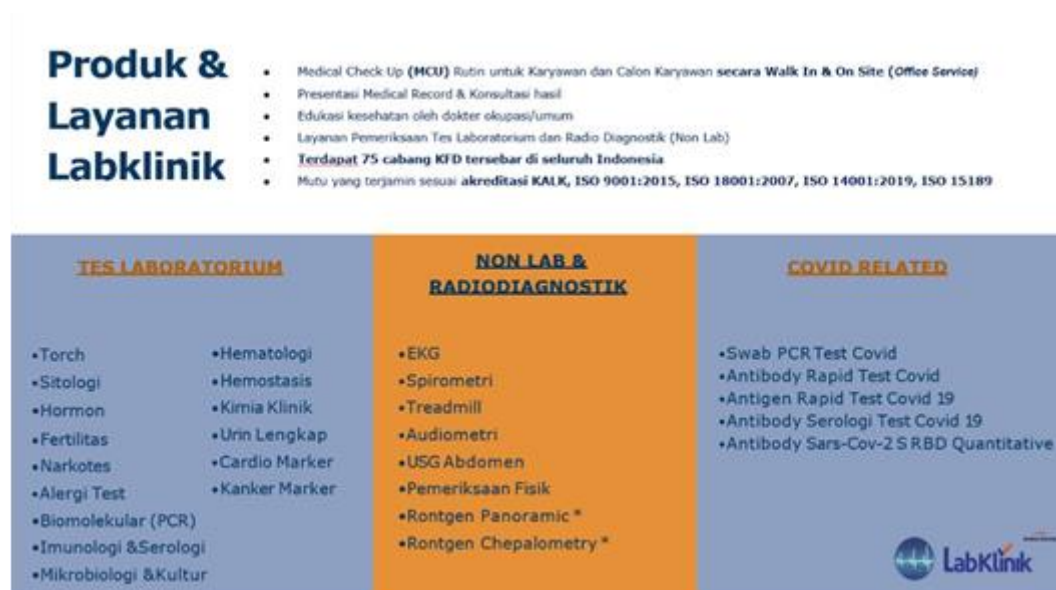 Produk &
Layanan
Labklinik
• Medical Check Up (MCU) Rutin untuk Karyawan dan Calon Karyawan secara Walk In & On Site (Office Service)
• Presentasi Medical Record & Konsultasi hasil
• Edukasi kesehatan oleh dokter okupasi/umum
• Layanan Pemeriksaan Tes Laboratorium dan Radio Diagnostik (Non Lab)
• Terdapat 75 cabang KFD tersebar di seluruh Indonesia
• Mutu yang terjamin sesuai akreditasi KALK, ISO 9001:2015, ISO 18001:2007, ISO 14001:2019, ISO 15189
TES LABORATORIUM
•Torch
•Sitologi
•Hormon
•Fertilitas
•Narkotes
•Alergi Test
•Biomolekular (PCR)
•Imunologi &Serologi
•Mikrobiologi &Kultur
•Hematologi
•Hemostasis
•Kimia Klinik
•Urin Lengkap
•Cardio Marker
•Kanker Marker
NON LAB &
RADIODIAGNOSTIK
•EKG
•Spirometri
•Treadmill
•Audiometri
•USG Abdomen
•Pemeriksaan Fisik
•Rontgen Panoramic *
•Rontgen Chepalometry *
COVID RELATED
•Swab PCR Test Covid
•Antibody Rapid Test Covid
•Antigen Rapid Test Covid 19
•Antibody Serologi Test Covid 19
•Antibody Sars-Cov-2 S RBD Quantitative
LabKlinik